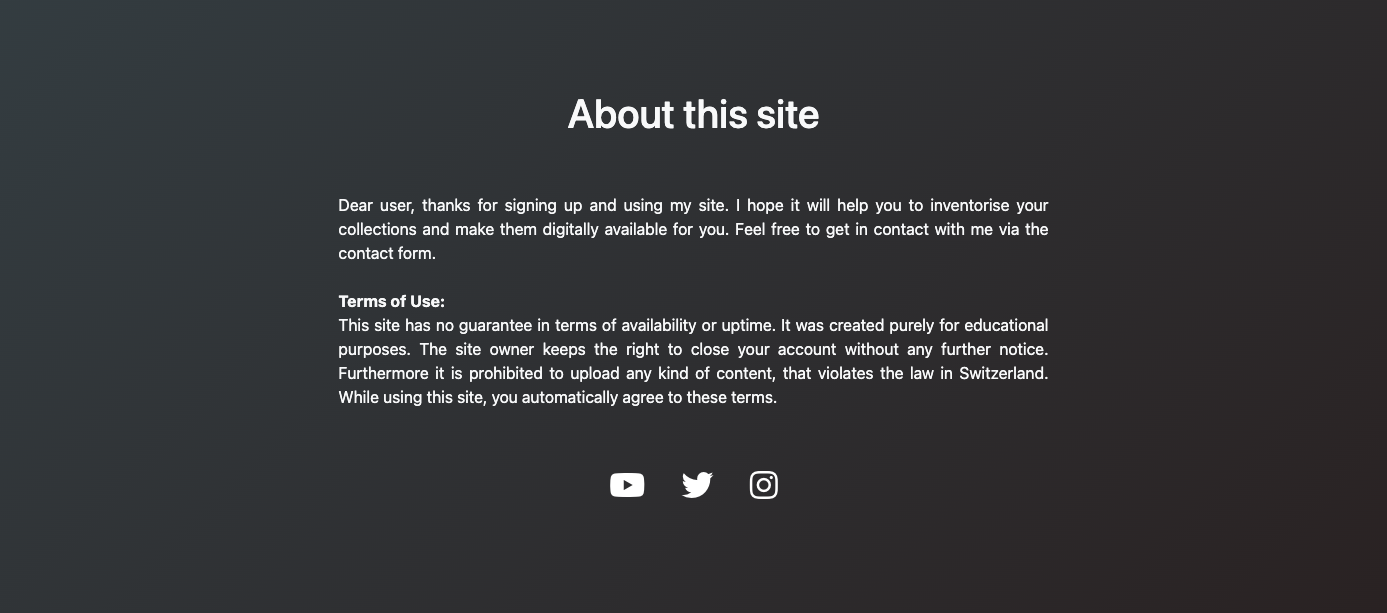 About this site
Dear user, thanks for signing up and using my site. I hope it will help you to inventorise your
collections and make them digitally available for you. Feel free to get in contact with me via the
contact form.
Terms of Use:
This site has no guarantee in terms of availability or uptime. It was created purely for educational
purposes. The site owner keeps the right to close your account without any further notice.
Furthermore it is prohibited to upload any kind of content, that violates the law in Switzerland.
While using this site, you automatically agree to these terms.